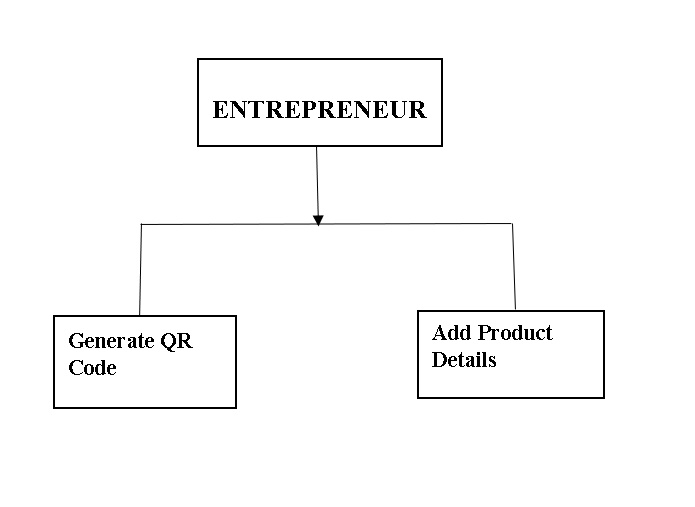 ENTREPRENEUR
Generate QR
Code
Add Product
Details